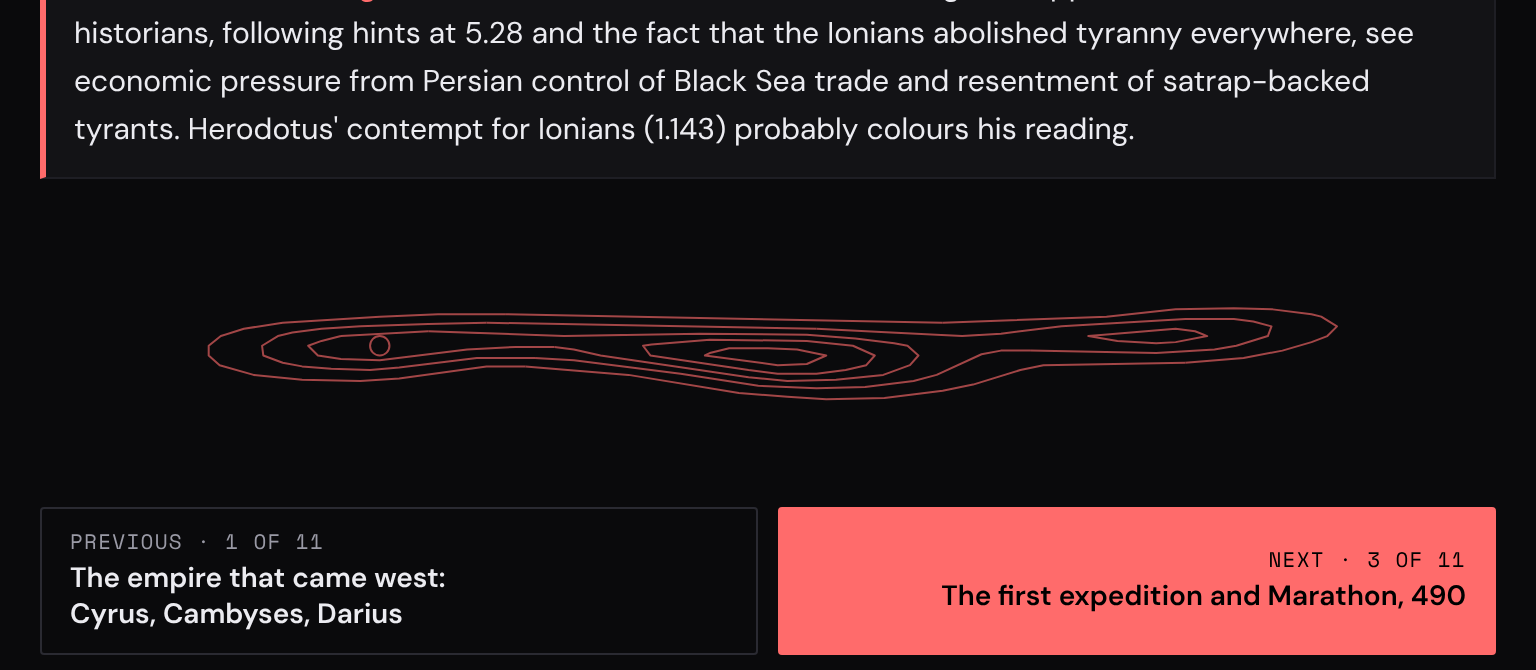 historians, following hints at 5.28 and the fact that the Ionians abolished tyranny everywhere, see
economic pressure from Persian control of Black Sea trade and resentment of satrap-backed
tyrants. Herodotus' contempt for Ionians (1.143) probably colours his reading.
PREVIOUS · 1 OF 11
The empire that came west:
Cyrus, Cambyses, Darius
NEXT · 3 OF 11
The first expedition and Marathon, 490